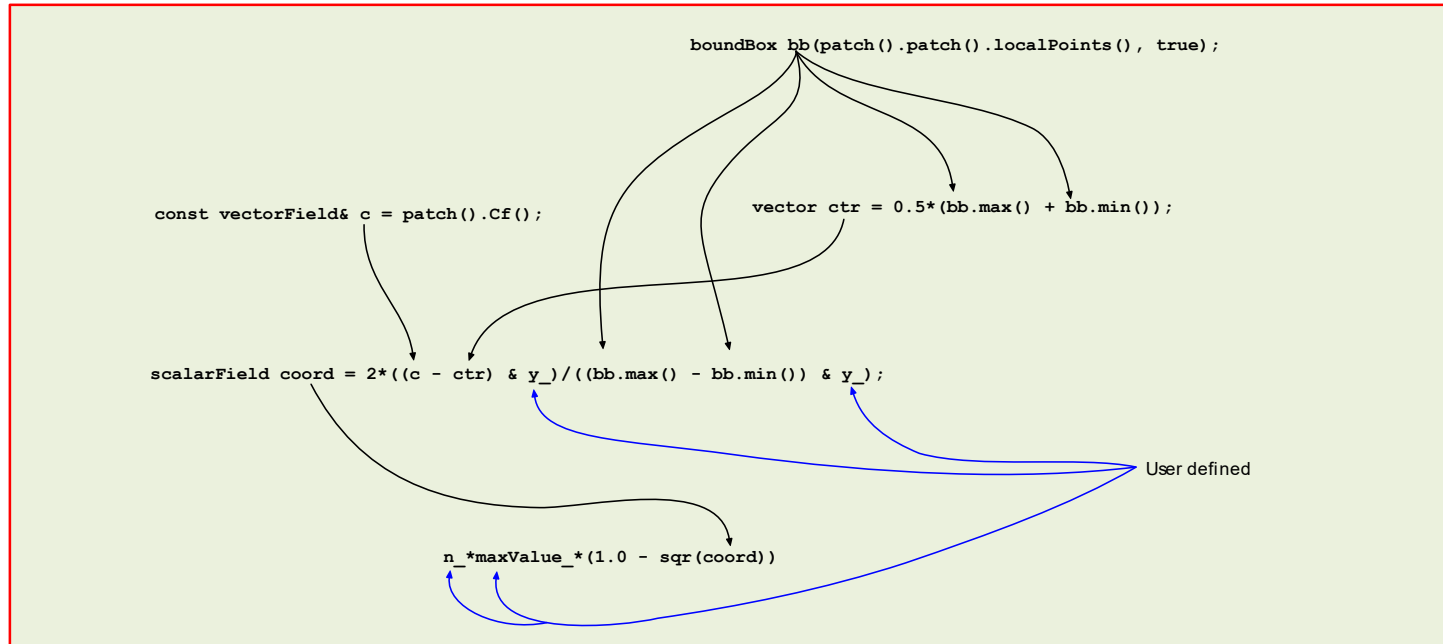 boundBox bb(patch().patch().localPoints(), true);
const vectorField& c = patch().Cf();
vector ctr = 0.5*(bb.max() + bb.min());
scalarField coord = 2*((c - ctr) & y_)/((bb.max() - bb.min()) & y_);
User defined
n_*maxValue_*(1.0 - sqr(coord))